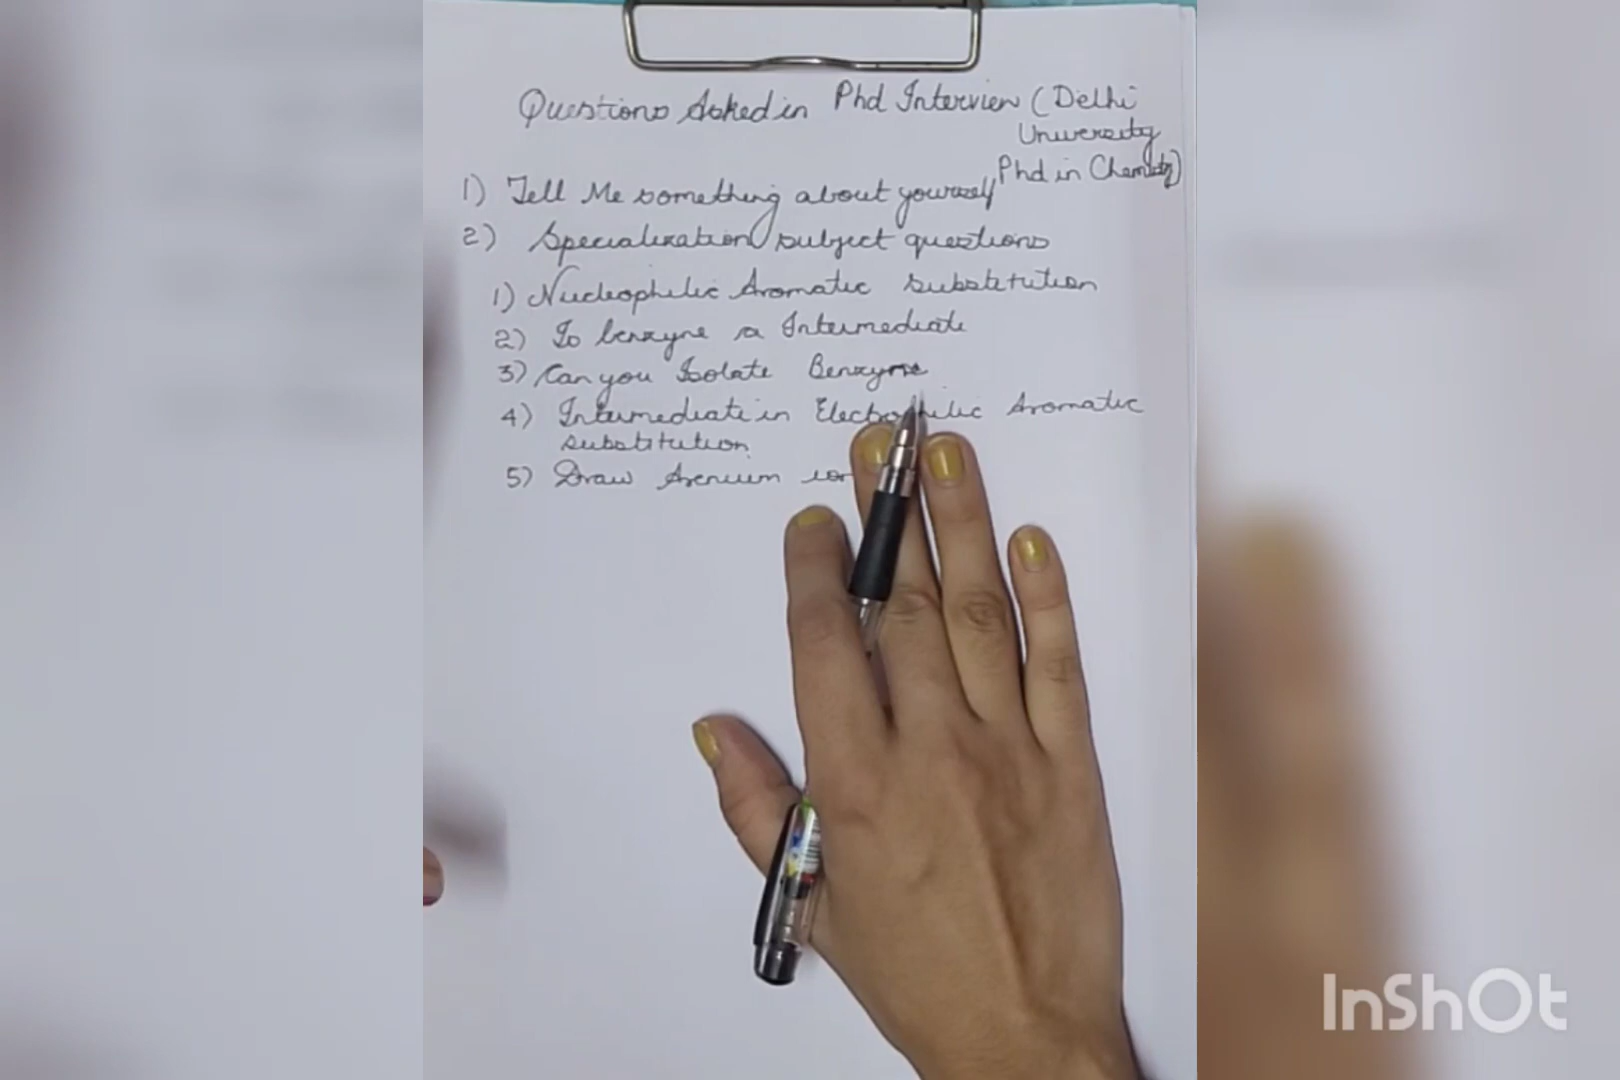 Questions Asked in Phd Interview (Delhi
University
Phd in Chemistry)
1) Tell Me something about yourself
2) Specialization subject questions
1) Nucleophilic Aromatic substitution
2) Is benzyne a Intermediate
3) Can you Isolate Benzyne
4) Intermediate in Electrophilic Aromatic
substitution
5) Draw Arenium ion
InShOt